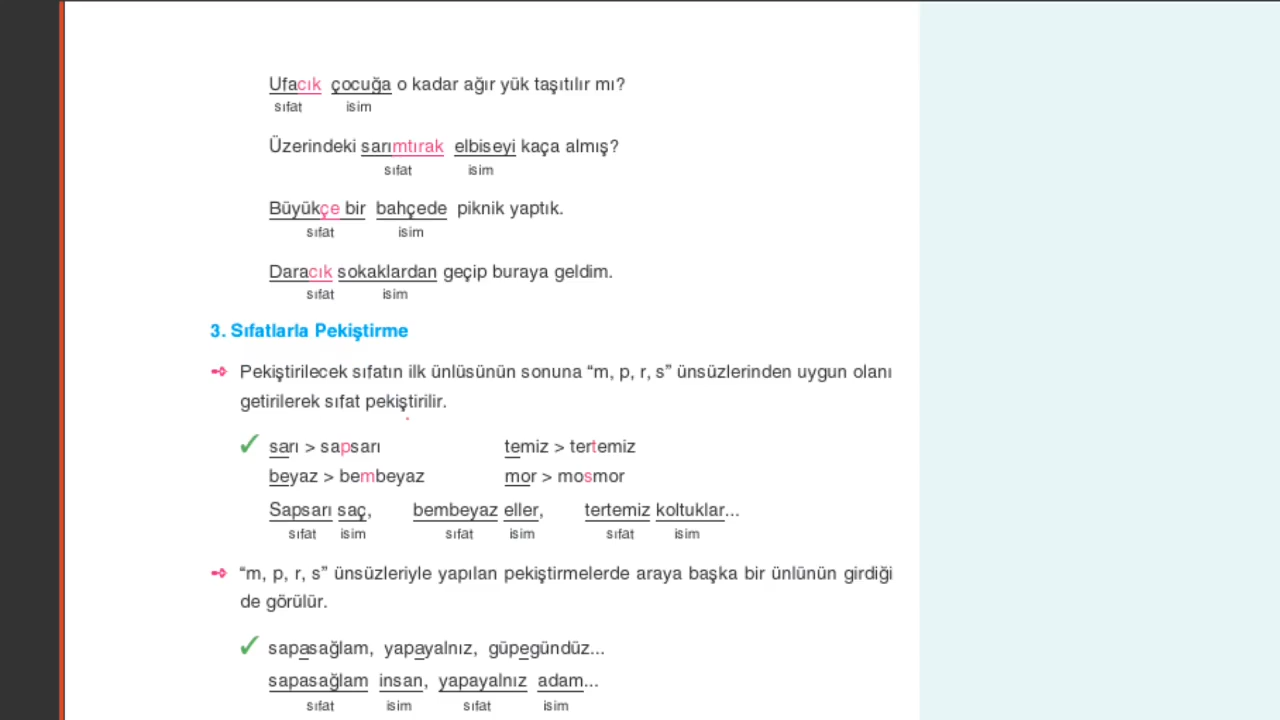 Ufacık çocuğa o kadar ağır yük taşıtılır mı?
sıfat isim
Üzerindeki sarımtırak elbiseyi kaça almış?
sıfat isim
Büyükçe bir bahçede piknik yaptık.
sıfat isim
Daracık sokaklardan geçip buraya geldim.
sıfat isim
3. Sıfatlarla Pekiştirme
Pekiştirilecek sıfatın ilk ünlüsünün sonuna “m, p, r, s” ünsüzlerinden uygun olanı
getirilerek sıfat pekiştirilir.
sarı > sapsarı temiz > tertemiz
beyaz > bembeyaz mor > mosmor
Sapsarı saç, bembeyaz eller, tertemiz koltuklar...
sıfat isim sıfat isim sıfat isim
“m, p, r, s” ünsüzleriyle yapılan pekiştirmelerde araya başka bir ünlünün girdiği
de görülür.
sapasağlam, yapayalnız, güpegündüz...
sapasağlam insan, yapayalnız adam...
sıfat isim sıfat isim